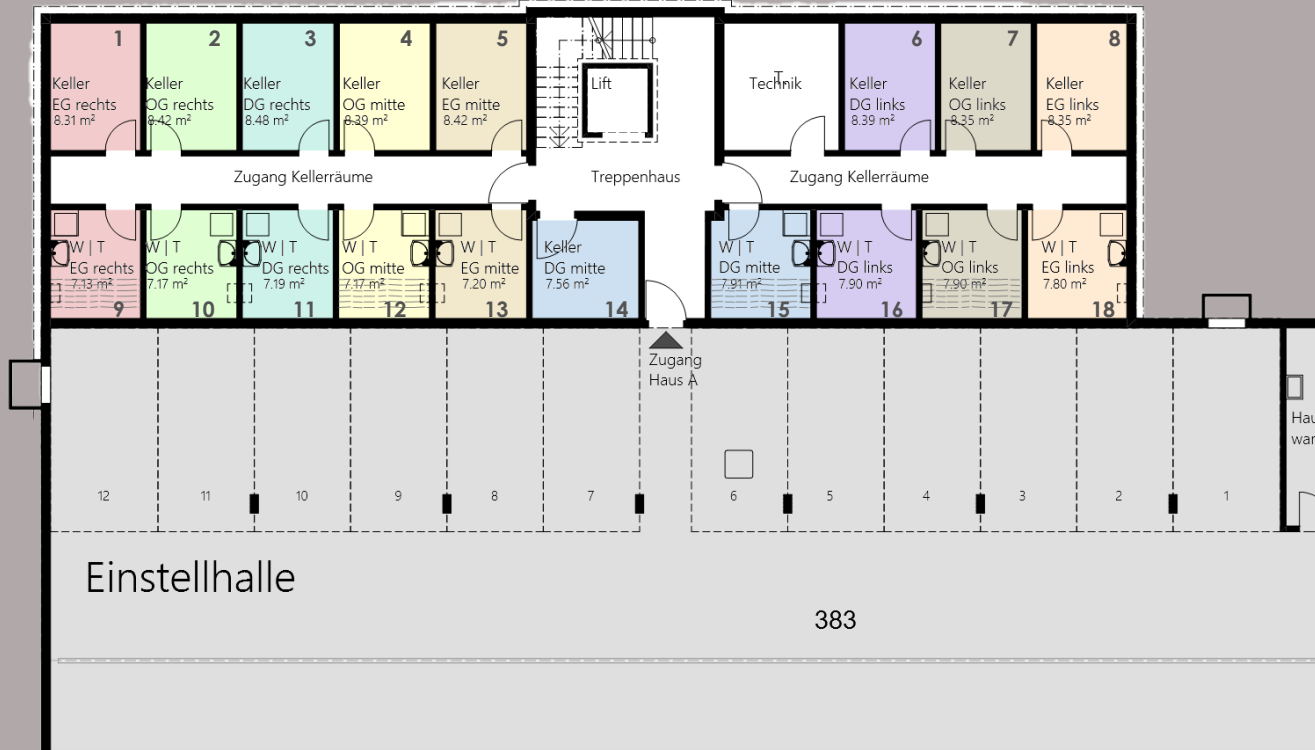 1
Keller
EG rechts
8.31 m²
2
Keller
OG rechts
8.42 m²
3
Keller
DG rechts
8.48 m²
4
Keller
OG mitte
8.39 m²
5
Keller
EG mitte
8.42 m²
Lift
Technik
T.
6
Keller
DG links
8.39 m²
7
Keller
OG links
8.35 m²
8
Keller
EG links
8.35 m²
Zugang Kellerräume
Treppenhaus
Zugang Kellerräume
W | T
EG rechts
7.13 m²
9
W | T
OG rechts
7.17 m²
10
W | T
DG rechts
7.19 m²
11
W | T
OG mitte
7.17 m²
12
W | T
EG mitte
7.20 m²
13
Keller
DG mitte
7.56 m²
14
W | T
DG mitte
7.91 m²
15
W | T
DG links
7.90 m²
16
W | T
OG links
7.90 m²
17
W | T
EG links
7.80 m²
18
Zugang
Haus A
Hau
war
12
11
10
9
8
7
6
5
4
3
2
1
Einstellhalle
383